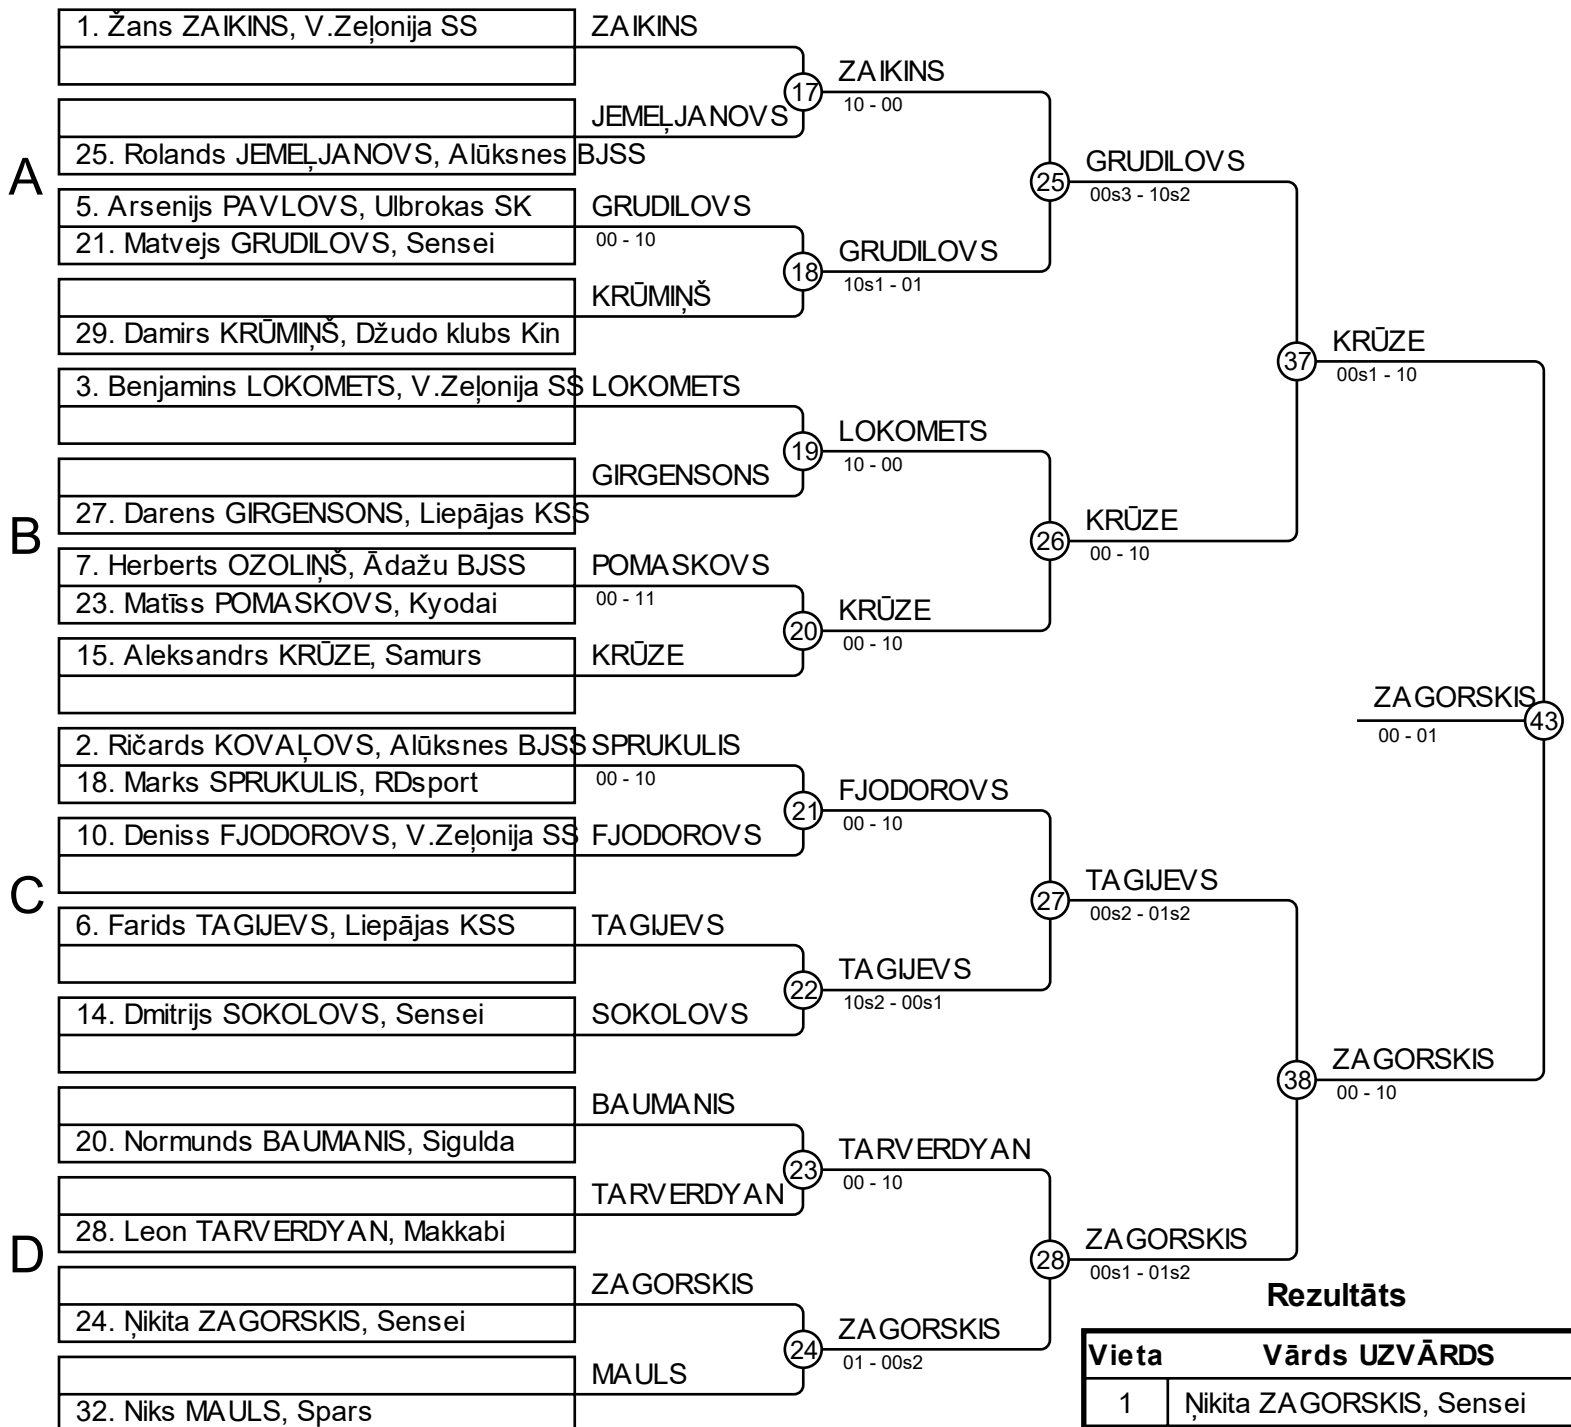 1. Žans ZAIKINS, V.Zeļonija SS
ZAIKINS
17
ZAIKINS
10 - 00
JEMEĻJANOVS
25. Rolands JEMEĻJANOVS, Alūksnes BJSS
A
25
GRUDILOVS
00s3 - 10s2
5. Arsenijs PAVLOVS, Ulbrokas SK
GRUDILOVS
21. Matvejs GRUDILOVS, Sensei
00 - 10
18
GRUDILOVS
10s1 - 01
KRŪMIŅŠ
29. Damirs KRŪMIŅŠ, Džudo klubs Kin
37
KRŪZE
00s1 - 10
3. Benjamins LOKOMETS, V.Zeļonija SS
LOKOMETS
19
LOKOMETS
10 - 00
GIRGENSONS
27. Darens GIRGENSONS, Liepājas KSS
B
26
KRŪZE
00 - 10
7. Herberts OZOLIŅŠ, Ādažu BJSS
POMASKOVS
23. Matīss POMASKOVS, Kyodai
00 - 11
20
KRŪZE
00 - 10
15. Aleksandrs KRŪZE, Samurs
KRŪZE
ZAGORSKIS
43
00 - 01
2. Ričards KOVAĻOVS, Alūksnes BJSS
SPRUKULIS
18. Marks SPRUKULIS, RDsport
00 - 10
21
FJODOROVS
00 - 10
10. Deniss FJODOROVS, V.Zeļonija SS
FJODOROVS
C
27
TAGIJEVS
00s2 - 01s2
6. Farids TAGIJEVS, Liepājas KSS
TAGIJEVS
22
TAGIJEVS
10s2 - 00s1
14. Dmitrijs SOKOLOVS, Sensei
SOKOLOVS
38
ZAGORSKIS
00 - 10
BAUMANIS
20. Normunds BAUMANIS, Sigulda
23
TARVERDYAN
00 - 10
TARVERDYAN
28. Leon TARVERDYAN, Makkabi
D
28
ZAGORSKIS
00s1 - 01s2
ZAGORSKIS
24. Ņikita ZAGORSKIS, Sensei
24
ZAGORSKIS
01 - 00s2
MAULS
32. Niks MAULS, Spars
Rezultāts
Vieta Vārds UZVĀRDS
1 Ņikita ZAGORSKIS, Sensei